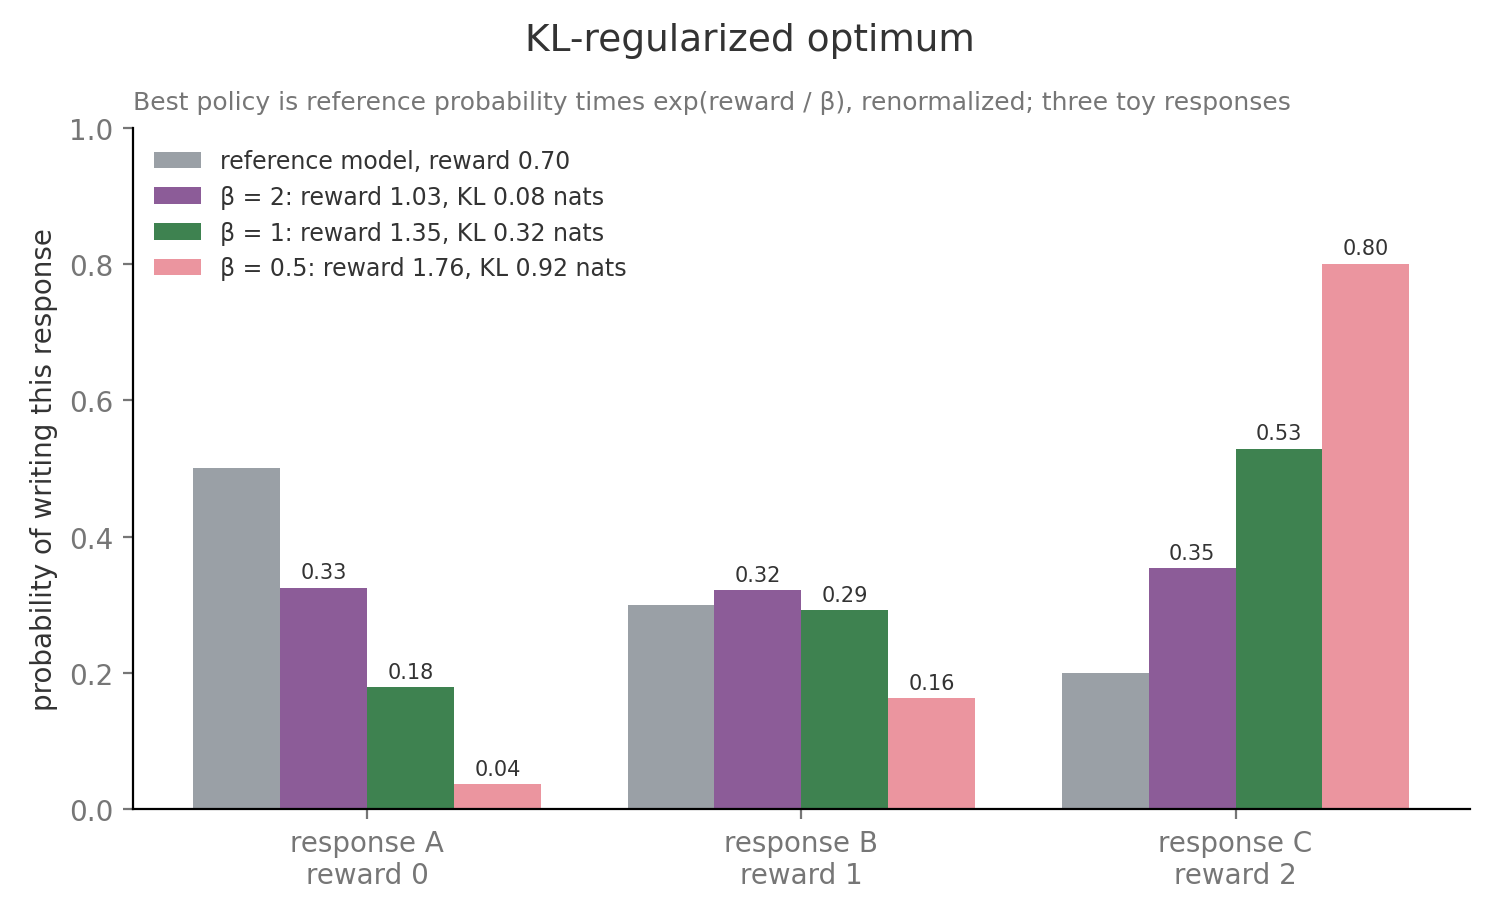 KL-regularized optimum
Best policy is reference probability times exp(reward / β), renormalized; three toy responses
probability of writing this response
1.0
0.8
0.6
0.4
0.2
0.0
reference model, reward 0.70
β = 2: reward 1.03, KL 0.08 nats
β = 1: reward 1.35, KL 0.32 nats
β = 0.5: reward 1.76, KL 0.92 nats
0.33
0.18
0.04
0.32
0.29
0.16
0.35
0.53
0.80
response A
reward 0
response B
reward 1
response C
reward 2